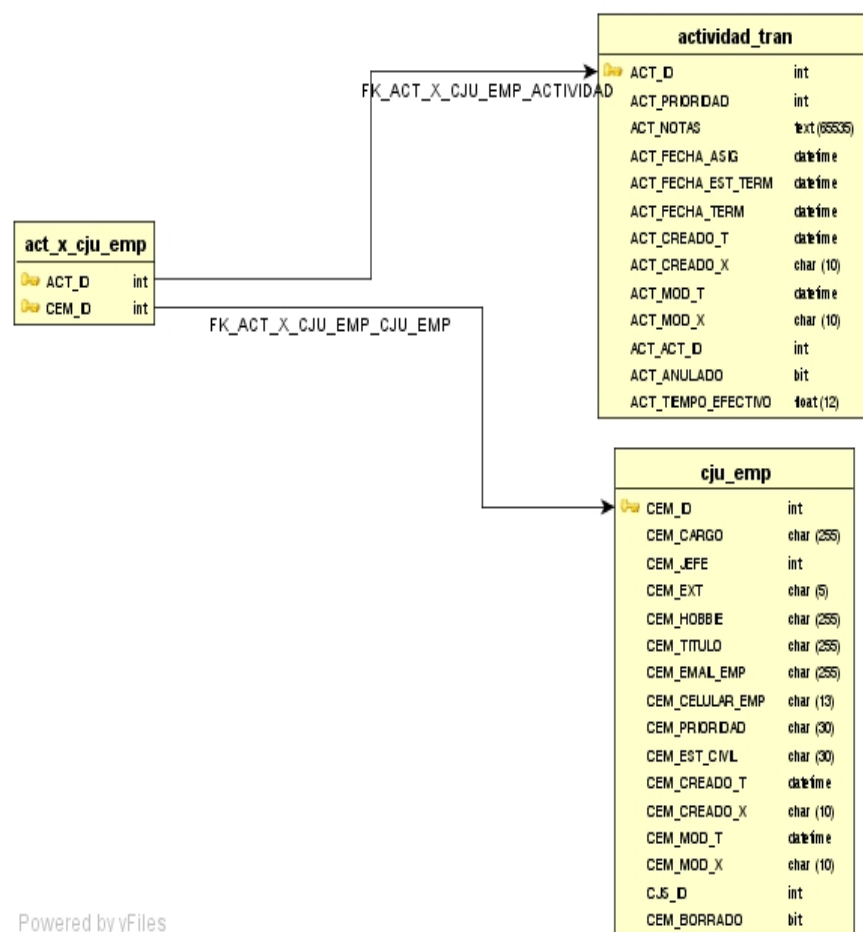 actividad_tran
ACT_ID int
ACT_PRIORIDAD int
ACT_NOTAS text (65535)
ACT_FECHA_ASIG datetime
ACT_FECHA_EST_TERM datetime
ACT_FECHA_TERM datetime
ACT_CREADO_T datetime
ACT_CREADO_X char (10)
ACT_MOD_T datetime
ACT_MOD_X char (10)
ACT_ACT_ID int
ACT_ANULADO bit
ACT_TIEMPO_EFECTIVO float (12)
FK_ACT_X_CJU_EMP_ACTIVIDAD
act_x_cju_emp
ACT_ID int
CEM_ID int
FK_ACT_X_CJU_EMP_CJU_EMP
cju_emp
CEM_ID int
CEM_CARGO char (255)
CEM_JEFE int
CEM_EXT char (5)
CEM_HOBBIE char (255)
CEM_TITULO char (255)
CEM_EMAIL_EMP char (255)
CEM_CELULAR_EMP char (13)
CEM_PRIORIDAD char (30)
CEM_EST_CIVIL char (30)
CEM_CREADO_T datetime
CEM_CREADO_X char (10)
CEM_MOD_T datetime
CEM_MOD_X char (10)
CJS_ID int
CEM_BORRADO bit
Powered by yFiles